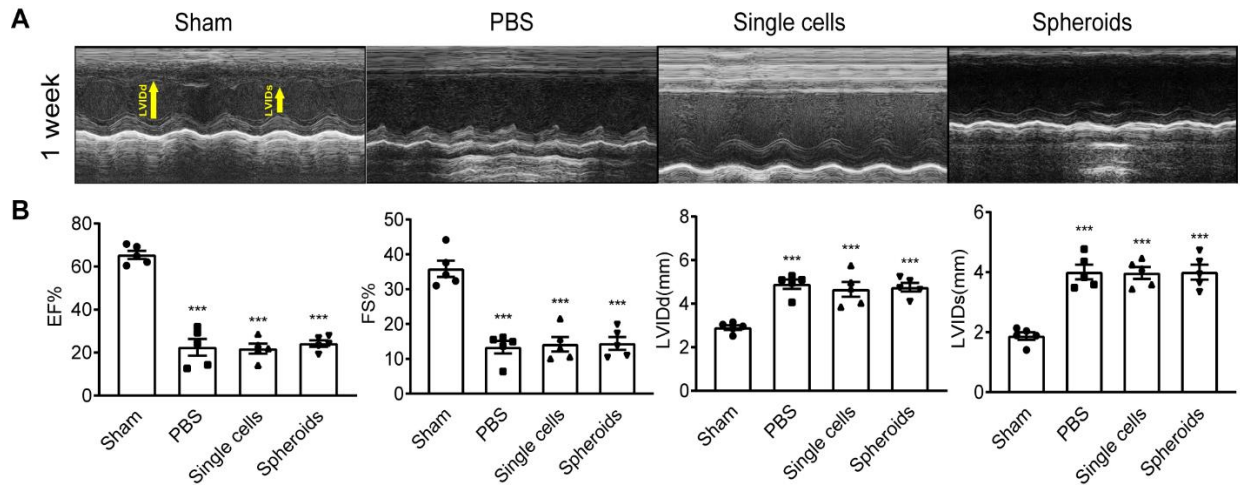 A
Sham
PBS
Single cells
Spheroids
1 week
LVIDd
LVIDs
B
EF%
80
60
40
20
0
***
***
***
Sham
PBS
Single cells
Spheroids
FS%
50
40
30
20
10
0
***
***
***
Sham
PBS
Single cells
Spheroids
LVIDd(mm)
8
6
4
2
0
***
***
***
Sham
PBS
Single cells
Spheroids
LVIDs(mm)
6
4
2
0
***
***
***
Sham
PBS
Single cells
Spheroids